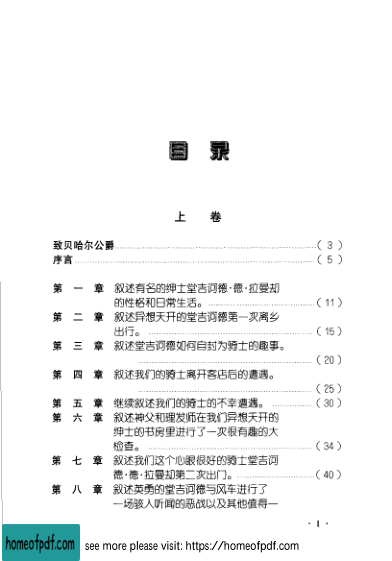 目 录
上 卷
致贝哈尔公爵……………………………………( 3 )
序言………………………………………………( 5 )
第 一 章 叙述有名的绅士堂吉诃德·德·拉曼却
的性格和日常生活。 ……………………( 11 )
第 二 章 叙述异想天开的堂吉诃德第一次离乡
出行。 ……………………………………( 15 )
第 三 章 叙述堂吉诃德如何自封为骑士的趣事。
……………………………………………( 20 )
第 四 章 叙述我们的骑士离开客店后的遭遇。
……………………………………………( 25 )
第 五 章 继续叙述我们的骑士的不幸遭遇。 ………( 30 )
第 六 章 叙述神父和理发师在我们异想天开的
绅士的书房里进行了一次很有趣的大
检查。 ……………………………………( 34 )
第 七 章 叙述我们这个心眼很好的骑士堂吉诃
德·德·拉曼却第二次出门。 ……………( 40 )
第 八 章 叙述英勇的堂吉诃德与风车进行了
一场骇人听闻的恶战以及其他值得一
· 1 ·
homeofpdf.com see more please visit: https://homeofpdf.com